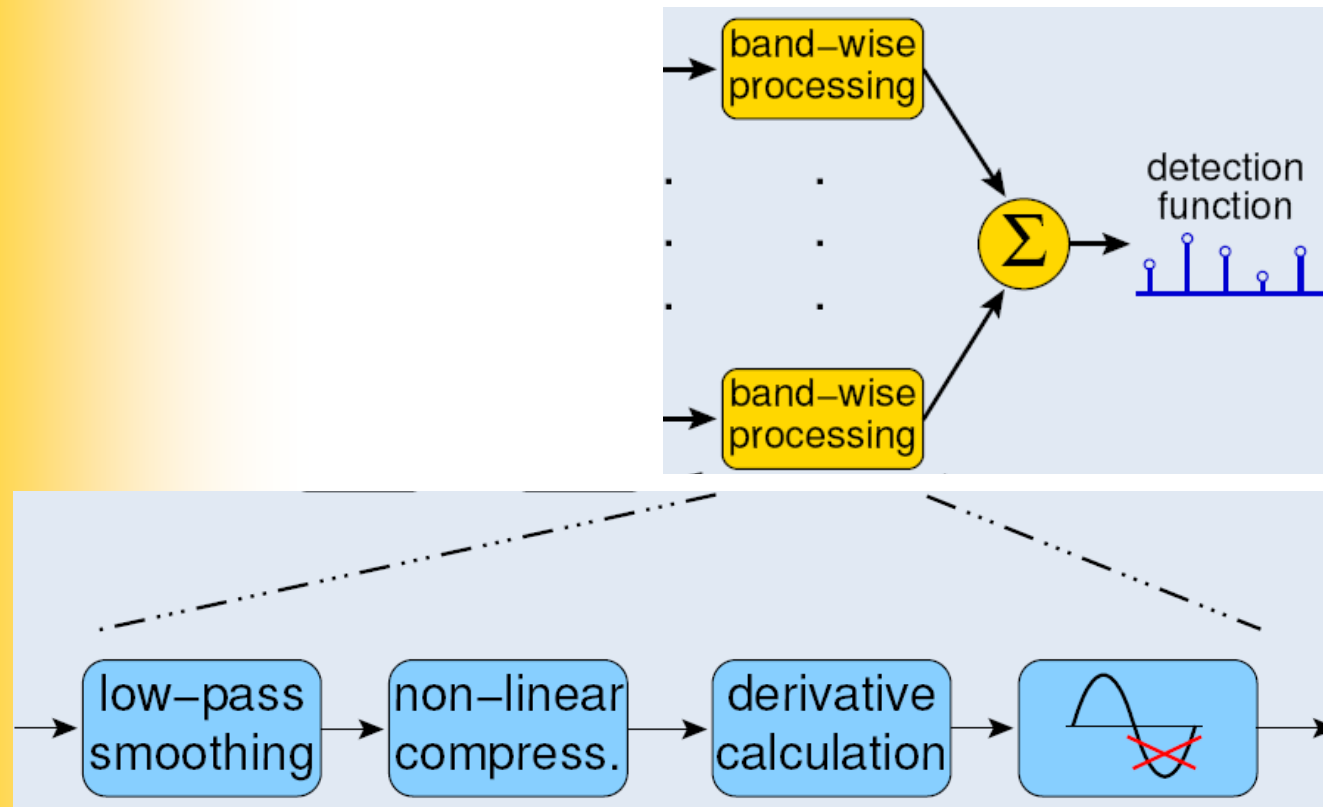 band–wise
processing
detection
function
Σ
band–wise
processing
low–pass
smoothing
non–linear
compress.
derivative
calculation